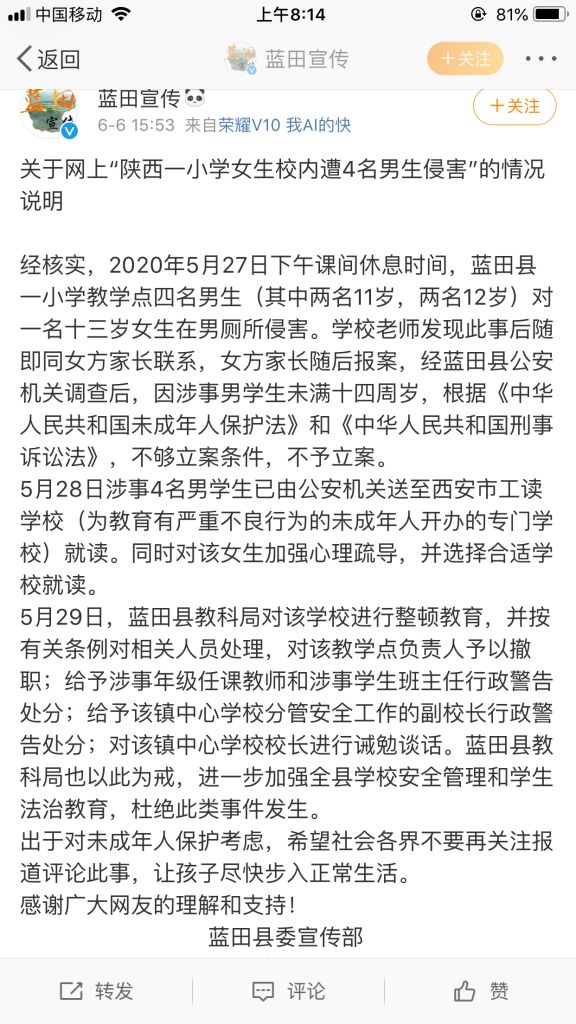 中国移动
上午8:14
81%
返回
蓝田宣传
+关注
蓝田宣传🐼
6-6 15:53 来自荣耀V10 我AI的快
+关注
关于网上“陕西一小学女生校内遭4名男生侵害”的情况
说明
经核实，2020年5月27日下午课间休息时间，蓝田县
一小学教学点四名男生（其中两名11岁，两名12岁）对
一名十三岁女生在男厕所侵害。学校老师发现此事后随
即同女方家长联系，女方家长随后报案，经蓝田县公安
机关调查后，因涉事男学生未满十四周岁，根据《中华
人民共和国未成年人保护法》和《中华人民共和国刑事
诉讼法》，不够立案条件，不予立案。
5月28日涉事4名男学生已由公安机关送至西安市工读
学校（为教育有严重不良行为的未成年人开办的专门学
校）就读。同时对该女生加强心理疏导，并选择合适学
校就读。
5月29日，蓝田县教科局对该学校进行整顿教育，并按
有关条例对相关人员处理，对该教学点负责人予以撤
职；给予涉事年级任课教师和涉事学生班主任行政警告
处分；给予该镇中心学校分管安全工作的副校长行政警
告处分；对该镇中心学校校长进行诫勉谈话。蓝田县教
科局也以此为戒，进一步加强全县学校安全管理和学生
法治教育，杜绝此类事件发生。
出于对未成年人保护考虑，希望社会各界不要再关注报
道评论此事，让孩子尽快步入正常生活。
感谢广大网友的理解和支持！
蓝田县委宣传部
转发
评论
赞